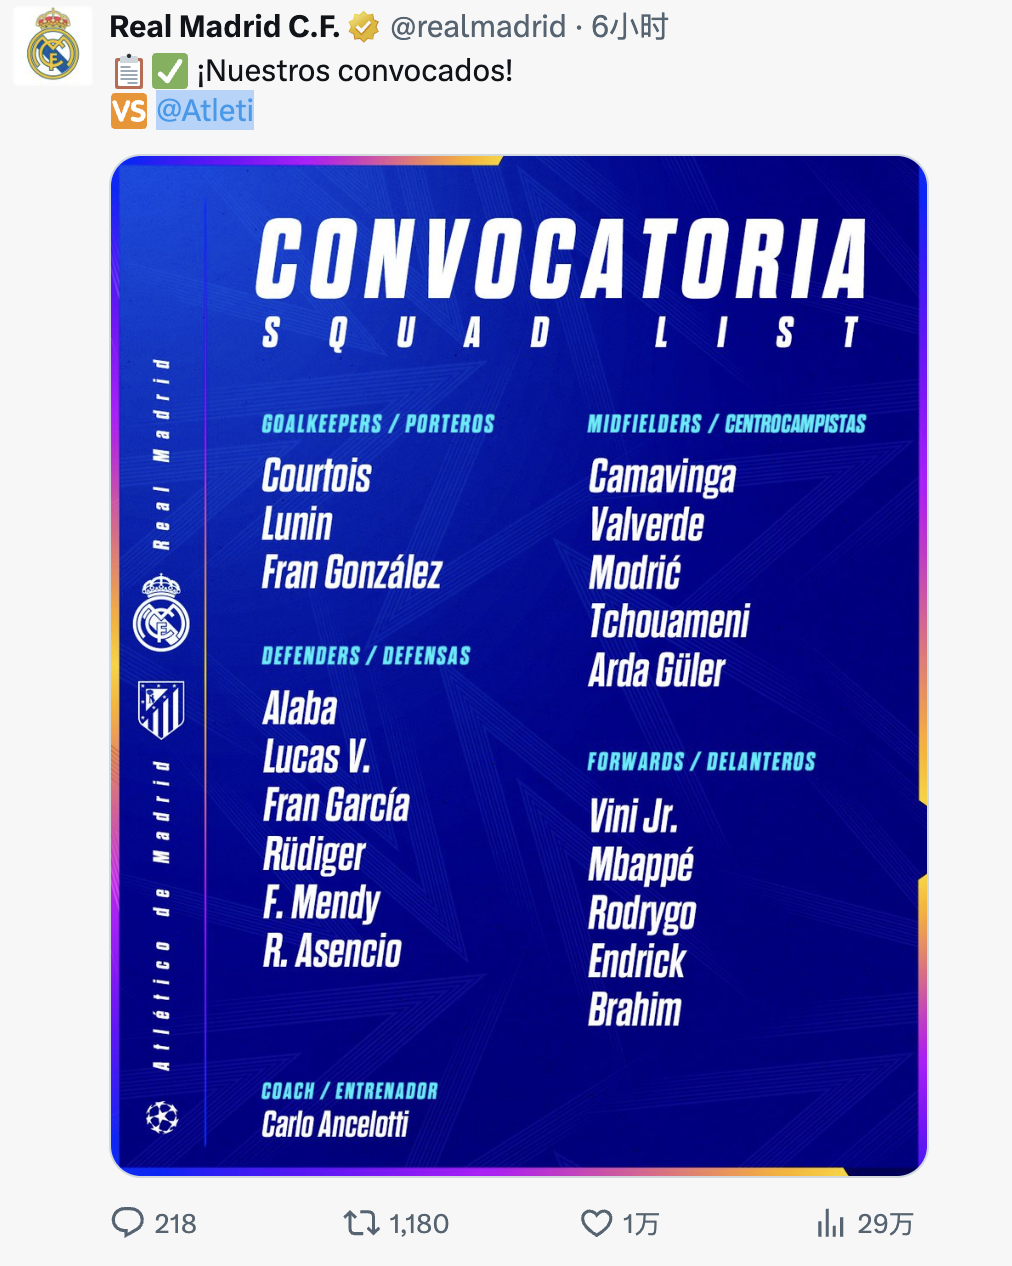 Real Madrid C.F. @realmadrid · 6小时
¡Nuestros convocados!
VS @Atleti
CONVOCATORIA
SQUAD LIST
Real Madrid
Atlético de Madrid
GOALKEEPERS / PORTEROS
Courtois
Lunin
Fran González
DEFENDERS / DEFENSAS
Alaba
Lucas V.
Fran García
Rüdiger
F. Mendy
R. Asencio
COACH / ENTRENADOR
Carlo Ancelotti
MIDFIELDERS / CENTROCAMPISTAS
Camavinga
Valverde
Modrić
Tchouameni
Arda Güler
FORWARDS / DELANTEROS
Vini Jr.
Mbappé
Rodrygo
Endrick
Brahim
218 1,180 1万 29万